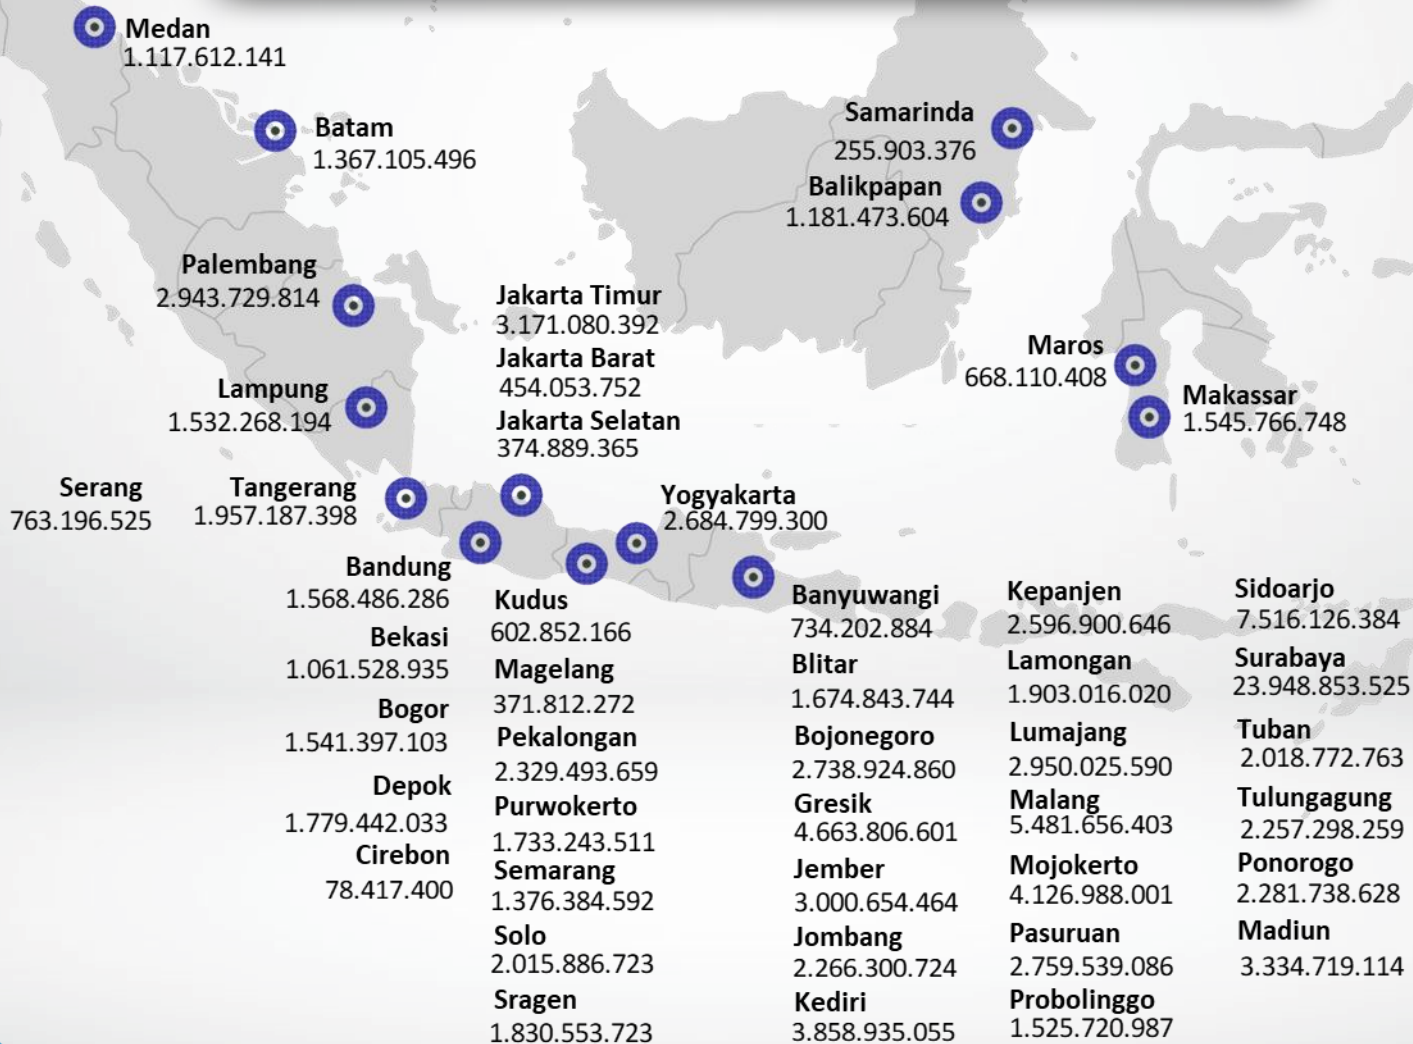 Medan
1.117.612.141
Batam
1.367.105.496
Palembang
2.943.729.814
Lampung
1.532.268.194
Samarinda
255.903.376
Balikpapan
1.181.473.604
Jakarta Timur
3.171.080.392
Jakarta Barat
454.053.752
Jakarta Selatan
374.889.365
Maros
668.110.408
Makassar
1.545.766.748
Serang
763.196.525
Tangerang
1.957.187.398
Yogyakarta
2.684.799.300
Bandung
1.568.486.286
Bekasi
1.061.528.935
Bogor
1.541.397.103
Depok
1.779.442.033
Cirebon
78.417.400
Kudus
602.852.166
Magelang
371.812.272
Pekalongan
2.329.493.659
Purwokerto
1.733.243.511
Semarang
1.376.384.592
Solo
2.015.886.723
Sragen
1.830.553.723
Banyuwangi
734.202.884
Blitar
1.674.843.744
Bojonegoro
2.738.924.860
Gresik
4.663.806.601
Jember
3.000.654.464
Jombang
2.266.300.724
Kediri
3.858.935.055
Kepanjen
2.596.900.646
Lamongan
1.903.016.020
Lumajang
2.950.025.590
Malang
5.481.656.403
Mojokerto
4.126.988.001
Pasuruan
2.759.539.086
Probolinggo
1.525.720.987
Sidoarjo
7.516.126.384
Surabaya
23.948.853.525
Tuban
2.018.772.763
Tulungagung
2.257.298.259
Ponorogo
2.281.738.628
Madiun
3.334.719.114